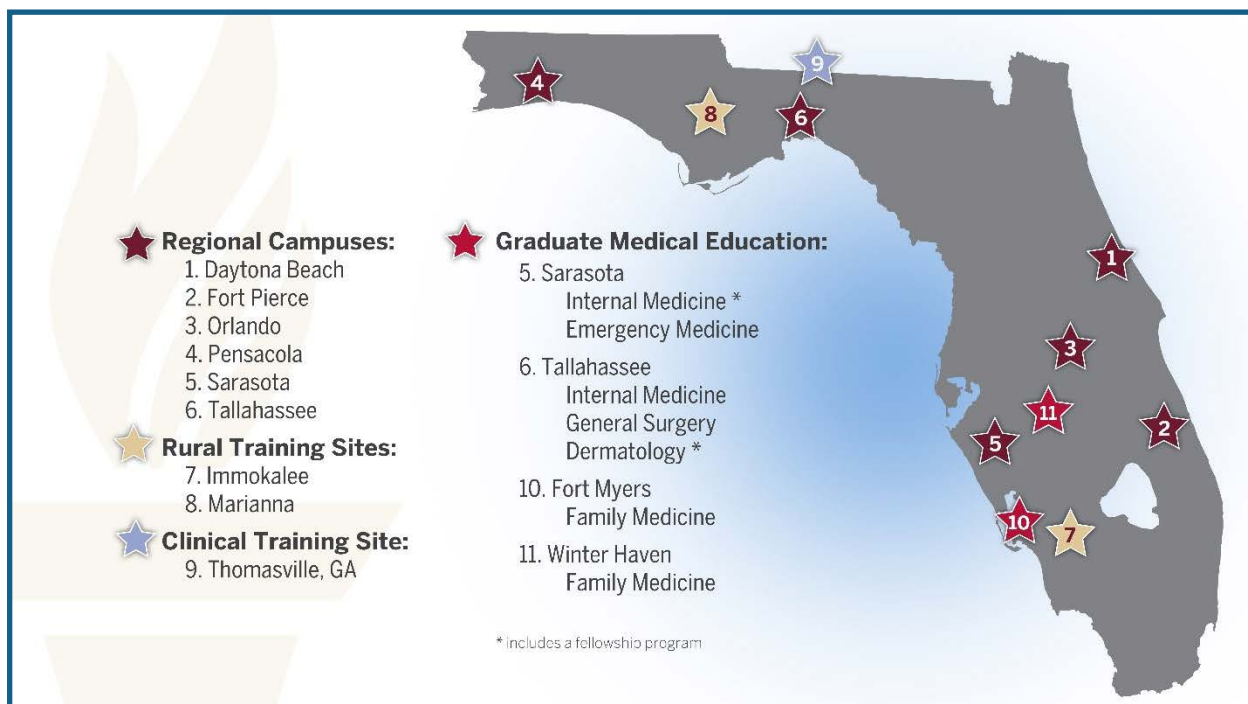 Regional Campuses:
1. Daytona Beach
2. Fort Pierce
3. Orlando
4. Pensacola
5. Sarasota
6. Tallahassee
Rural Training Sites:
7. Immokalee
8. Marianna
Clinical Training Site:
9. Thomasville, GA
Graduate Medical Education:
5. Sarasota
Internal Medicine *
Emergency Medicine
6. Tallahassee
Internal Medicine
General Surgery
Dermatology *
10. Fort Myers
Family Medicine
11. Winter Haven
Family Medicine
* includes a fellowship program
4
9
8
6
1
3
11
5
2
10
7